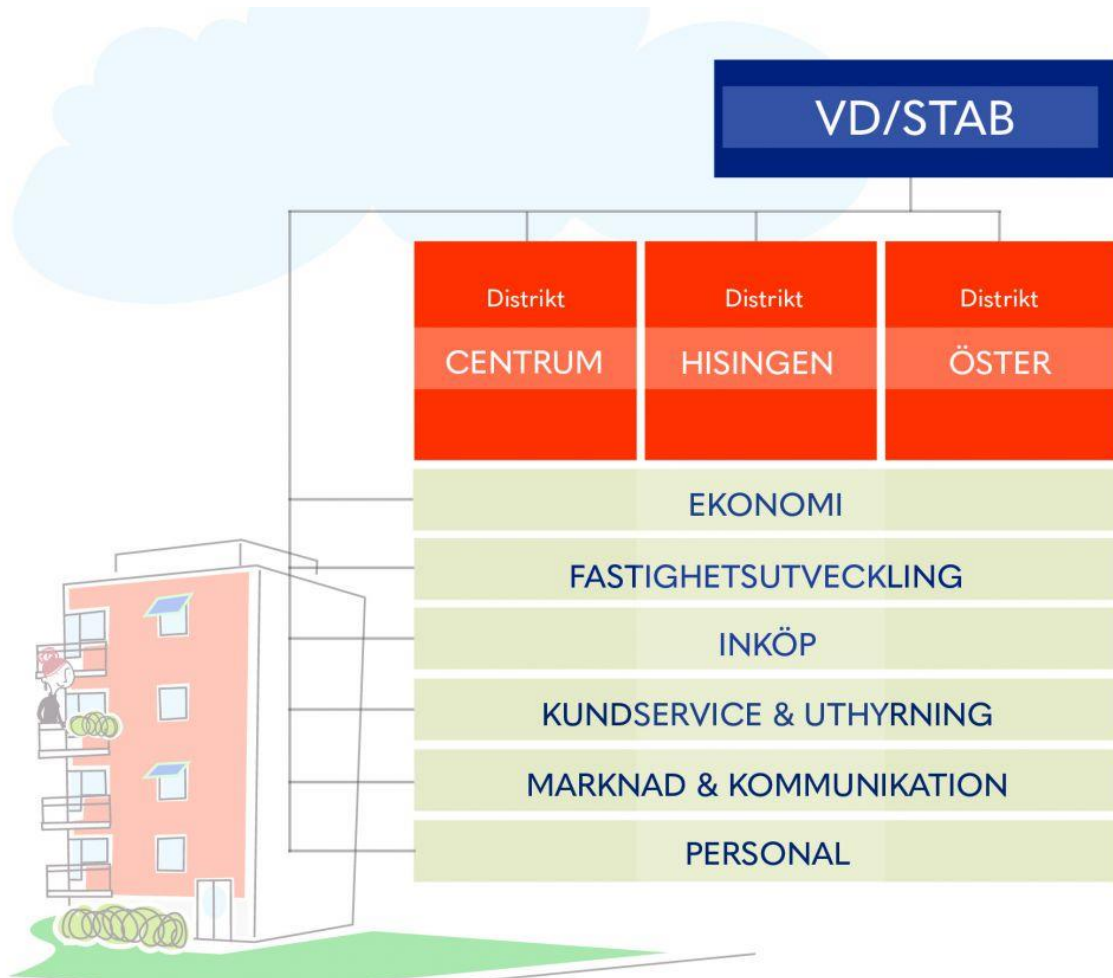 VD/STAB
Distrikt
CENTRUM
Distrikt
HISINGEN
Distrikt
ÖSTER
EKONOMI
FASTIGHETSUTVECKLING
INKÖP
KUNDSERVICE & UTHYRNING
MARKNAD & KOMMUNIKATION
PERSONAL